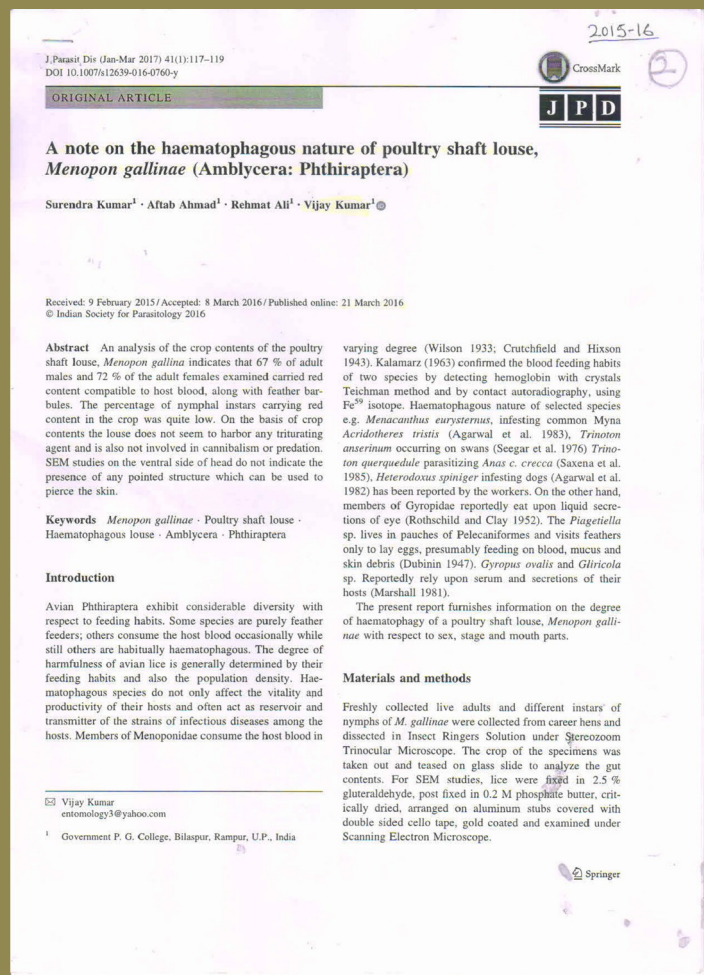 2015-16
2
J Parasit Dis (Jan-Mar 2017) 41(1):117–119
DOI 10.1007/s12639-016-0760-y
CrossMark
ORIGINAL ARTICLE
J P D
A note on the haematophagous nature of poultry shaft louse,
Menopon gallinae (Amblycera: Phthiraptera)
Surendra Kumar¹ · Aftab Ahmad¹ · Rehmat Ali¹ · Vijay Kumar¹
Received: 9 February 2015 / Accepted: 8 March 2016 / Published online: 21 March 2016
© Indian Society for Parasitology 2016
Abstract An analysis of the crop contents of the poultry
shaft louse, Menopon gallina indicates that 67 % of adult
males and 72 % of the adult females examined carried red
content compatible to host blood, along with feather bar-
bules. The percentage of nymphal instars carrying red
content in the crop was quite low. On the basis of crop
contents the louse does not seem to harbor any triturating
agent and is also not involved in cannibalism or predation.
SEM studies on the ventral side of head do not indicate the
presence of any pointed structure which can be used to
pierce the skin.
Keywords Menopon gallinae · Poultry shaft louse ·
Haematophagous louse · Amblycera · Phthiraptera
Introduction
Avian Phthiraptera exhibit considerable diversity with
respect to feeding habits. Some species are purely feather
feeders; others consume the host blood occasionally while
still others are habitually haematophagous. The degree of
harmfulness of avian lice is generally determined by their
feeding habits and also the population density. Hae-
matophagous species do not only affect the vitality and
productivity of their hosts and often act as reservoir and
transmitter of the strains of infectious diseases among the
hosts. Members of Menoponidae consume the host blood in
✉ Vijay Kumar
entomology3@yahoo.com
¹ Government P. G. College, Bilaspur, Rampur, U.P., India
varying degree (Wilson 1933; Crutchfield and Hixson
1943). Kalamarz (1963) confirmed the blood feeding habits
of two species by detecting hemoglobin with crystals
Teichman method and by contact autoradiography, using
Fe⁵⁹ isotope. Haematophagous nature of selected species
e.g. Menacanthus eurysternus, infesting common Myna
Acridotheres tristis (Agarwal et al. 1983), Trinoton
anserinum occurring on swans (Seegar et al. 1976) Trino-
ton querquedule parasitizing Anas c. crecca (Saxena et al.
1985), Heterodoxus spiniger infesting dogs (Agarwal et al.
1982) has been reported by the workers. On the other hand,
members of Gyropidae reportedly eat upon liquid secre-
tions of eye (Rothschild and Clay 1952). The Piagetiella
sp. lives in pauches of Pelecaniformes and visits feathers
only to lay eggs, presumably feeding on blood, mucus and
skin debris (Dubinin 1947). Gyropus ovalis and Gliricola
sp. Reportedly rely upon serum and secretions of their
hosts (Marshall 1981).
The present report furnishes information on the degree
of haematophagy of a poultry shaft louse, Menopon galli-
nae with respect to sex, stage and mouth parts.
Materials and methods
Freshly collected live adults and different instars of
nymphs of M. gallinae were collected from career hens and
dissected in Insect Ringers Solution under Stereozoom
Trinocular Microscope. The crop of the specimens was
taken out and teased on glass slide to analyze the gut
contents. For SEM studies, lice were fixed in 2.5 %
gluteraldehyde, post fixed in 0.2 M phosphate butter, crit-
ically dried, arranged on aluminum stubs covered with
double sided cello tape, gold coated and examined under
Scanning Electron Microscope.
Springer